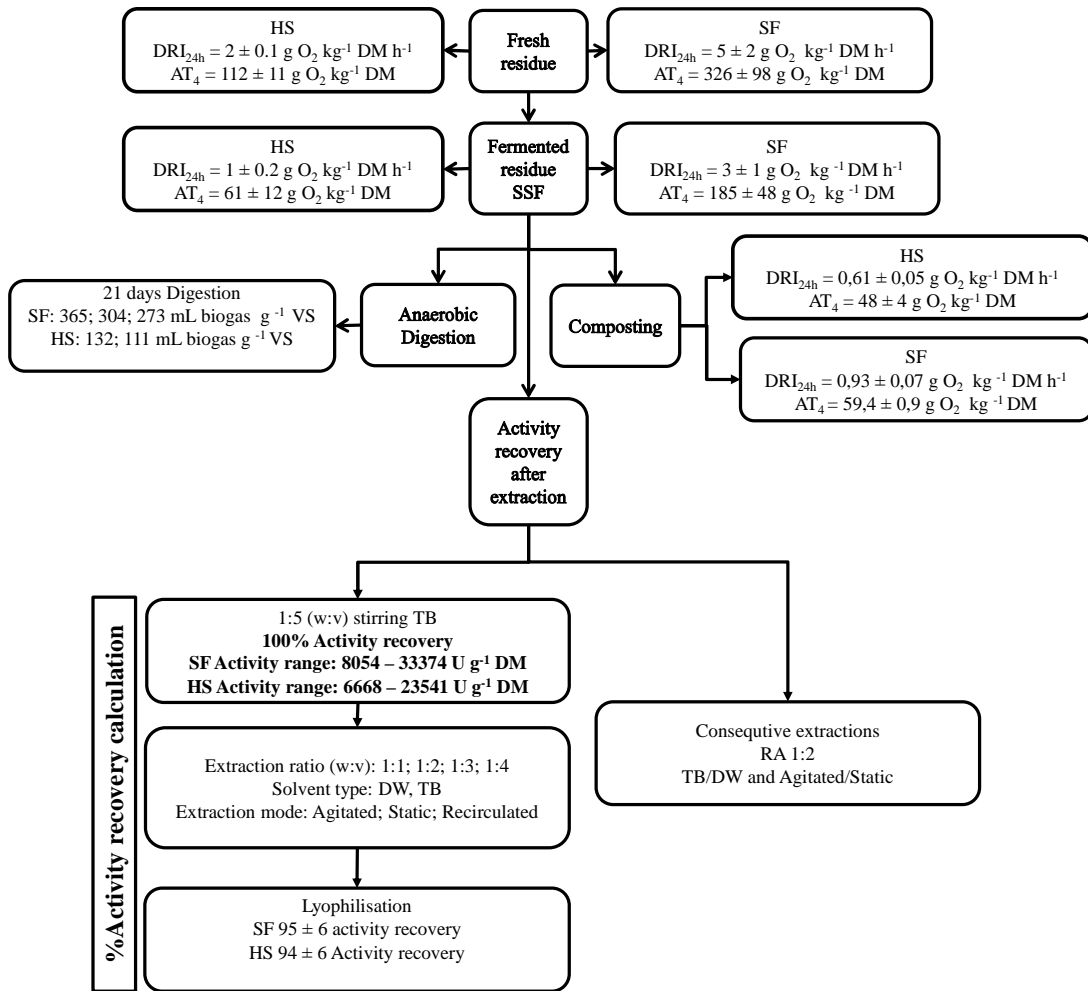 HS
DRI24h = 2 ± 0.1 g O2 kg-1 DM h-1
AT4 = 112 ± 11 g O2 kg-1 DM
Fresh
residue
SF
DRI24h = 5 ± 2 g O2 kg-1 DM h-1
AT4 = 326 ± 98 g O2 kg-1 DM
HS
DRI24h = 1 ± 0.2 g O2 kg-1 DM h-1
AT4 = 61 ± 12 g O2 kg-1 DM
Fermented
residue
SSF
SF
DRI24h = 3 ± 1 g O2 kg -1 DM h-1
AT4 = 185 ± 48 g O2 kg -1 DM
21 days Digestion
SF: 365; 304; 273 mL biogas g -1 VS
HS: 132; 111 mL biogas g -1 VS
Anaerobic
Digestion
Composting
HS
DRI24h = 0,61 ± 0,05 g O2 kg-1 DM h-1
AT4 = 48 ± 4 g O2 kg-1 DM
SF
DRI24h = 0,93 ± 0,07 g O2 kg -1 DM h-1
AT4 = 59,4 ± 0,9 g O2 kg -1 DM
Activity
recovery
after
extraction
%Activity recovery calculation
1:5 (w:v) stirring TB
100% Activity recovery
SF Activity range: 8054 – 33374 U g-1 DM
HS Activity range: 6668 – 23541 U g-1 DM
Extraction ratio (w:v): 1:1; 1:2; 1:3; 1:4
Solvent type: DW, TB
Extraction mode: Agitated; Static; Recirculated
Lyophilisation
SF 95 ± 6 activity recovery
HS 94 ± 6 Activity recovery
Consequtive extractions
RA 1:2
TB/DW and Agitated/Static